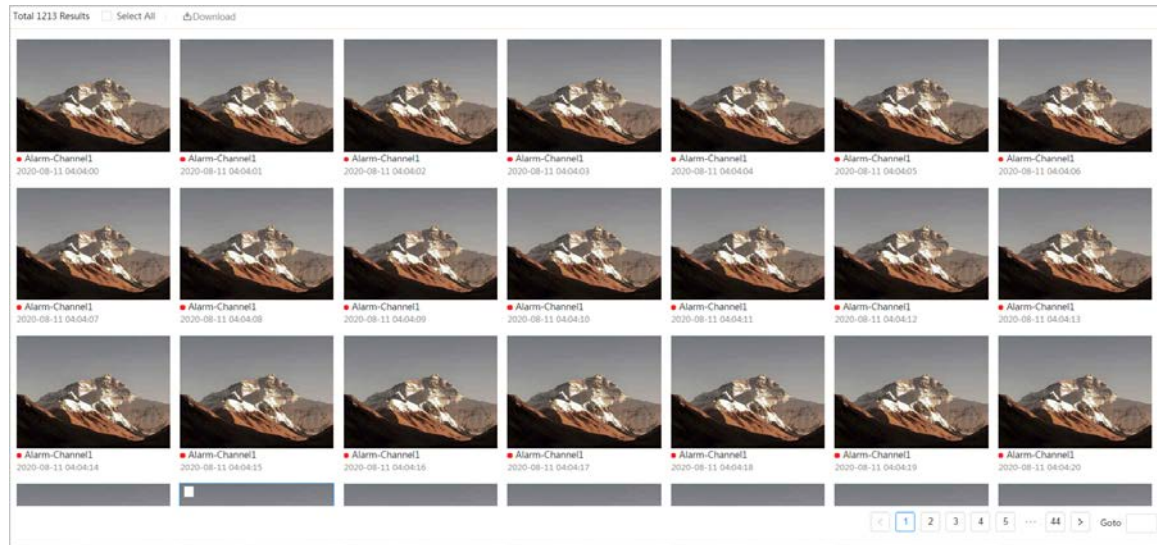 Total 1213 Results Select All Download
Alarm-Channel1 Alarm-Channel1 Alarm-Channel1 Alarm-Channel1 Alarm-Channel1 Alarm-Channel1 Alarm-Channel1
2020-08-11 04:04:00 2020-08-11 04:04:01 2020-08-11 04:04:02 2020-08-11 04:04:03 2020-08-11 04:04:04 2020-08-11 04:04:05 2020-08-11 04:04:06
Alarm-Channel1 Alarm-Channel1 Alarm-Channel1 Alarm-Channel1 Alarm-Channel1 Alarm-Channel1 Alarm-Channel1
2020-08-11 04:04:07 2020-08-11 04:04:08 2020-08-11 04:04:09 2020-08-11 04:04:10 2020-08-11 04:04:11 2020-08-11 04:04:12 2020-08-11 04:04:13
Alarm-Channel1 Alarm-Channel1 Alarm-Channel1 Alarm-Channel1 Alarm-Channel1 Alarm-Channel1 Alarm-Channel1
2020-08-11 04:04:14 2020-08-11 04:04:15 2020-08-11 04:04:16 2020-08-11 04:04:17 2020-08-11 04:04:18 2020-08-11 04:04:19 2020-08-11 04:04:20
< 1 2 3 4 5 ··· 44 > Goto